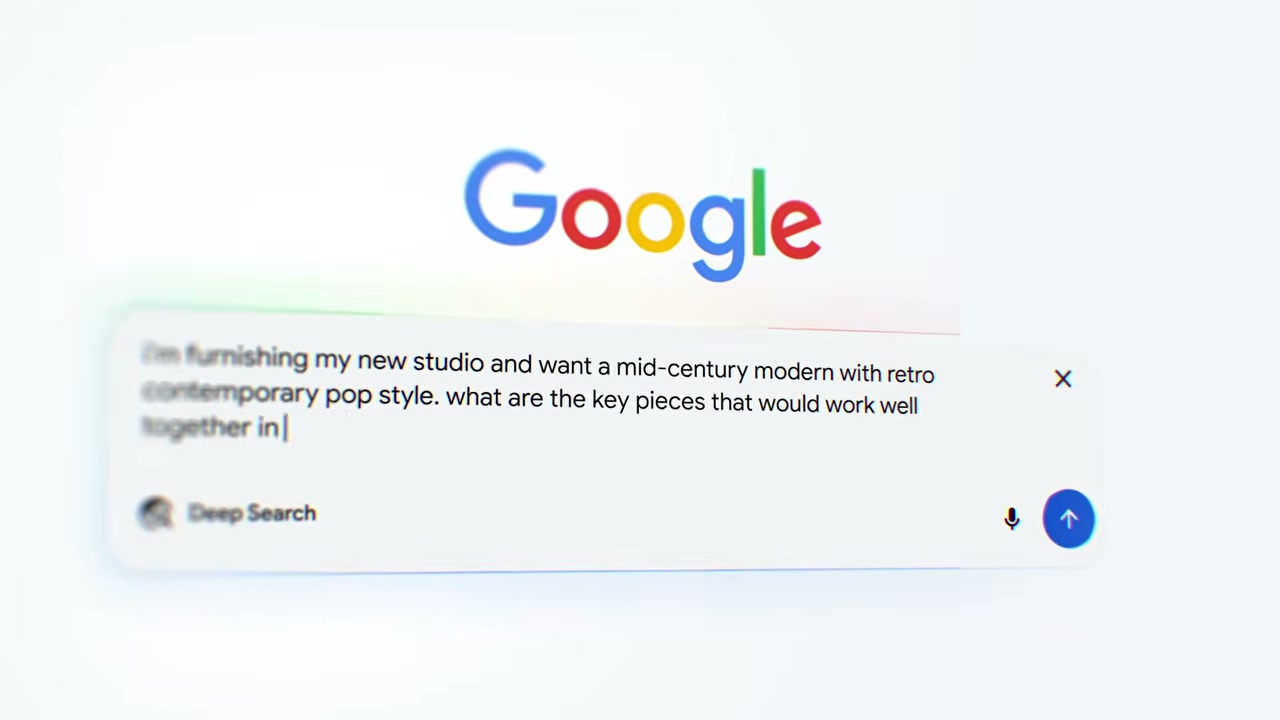 Google
I'm furnishing my new studio and want a mid-century modern with retro
contemporary pop style. what are the key pieces that would work well
together in
Deep Search